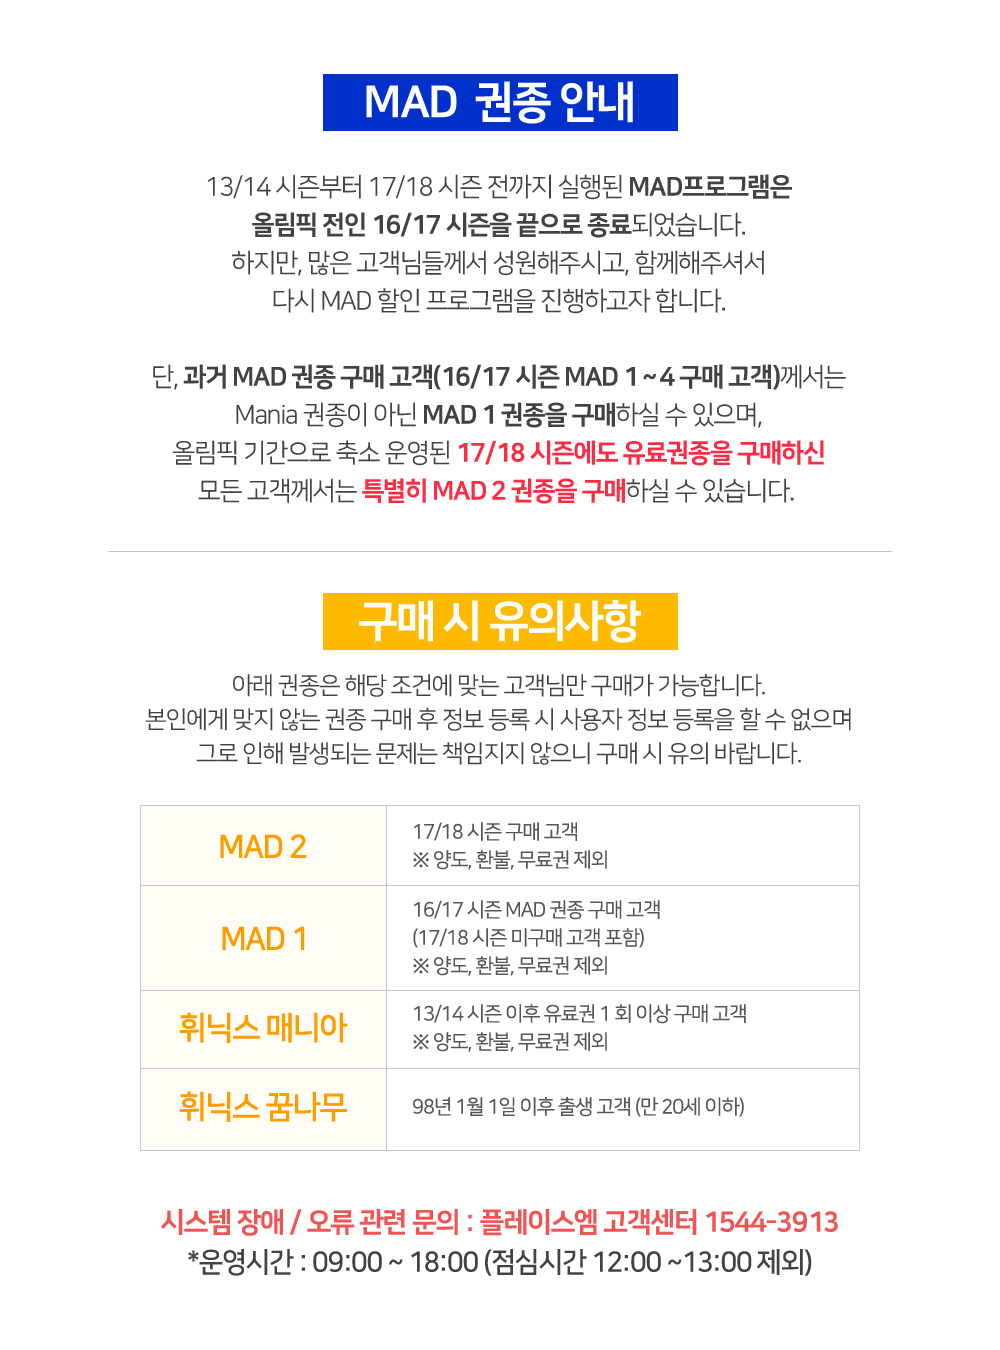 MAD 권종 안내
13/14 시즌부터 17/18 시즌 전까지 실행된 MAD프로그램은
올림픽 전인 16/17 시즌을 끝으로 종료되었습니다.
하지만, 많은 고객님들께서 성원해주시고, 함께해주셔서
다시 MAD 할인 프로그램을 진행하고자 합니다.
단, 과거 MAD 권종 구매 고객(16/17 시즌 MAD 1~4 구매 고객)께서는
Mania 권종이 아닌 MAD 1 권종을 구매하실 수 있으며,
올림픽 기간으로 축소 운영된 17/18 시즌에도 유료권종을 구매하신
모든 고객께서는 특별히 MAD 2 권종을 구매하실 수 있습니다.
구매 시 유의사항
아래 권종은 해당 조건에 맞는 고객님만 구매가 가능합니다.
본인에게 맞지 않는 권종 구매 후 정보 등록 시 사용자 정보 등록을 할 수 없으며
그로 인해 발생되는 문제는 책임지지 않으니 구매 시 유의 바랍니다.
MAD 2
17/18 시즌 구매 고객
※ 양도, 환불, 무료권 제외
MAD 1
16/17 시즌 MAD 권종 구매 고객
(17/18 시즌 미구매 고객 포함)
※ 양도, 환불, 무료권 제외
휘닉스 매니아
13/14 시즌 이후 유료권 1 회 이상 구매 고객
※ 양도, 환불, 무료권 제외
휘닉스 꿈나무
98년 1월 1일 이후 출생 고객 (만 20세 이하)
시스템 장애 / 오류 관련 문의 : 플레이스엠 고객센터 1544-3913
*운영시간 : 09:00 ~ 18:00 (점심시간 12:00 ~13:00 제외)